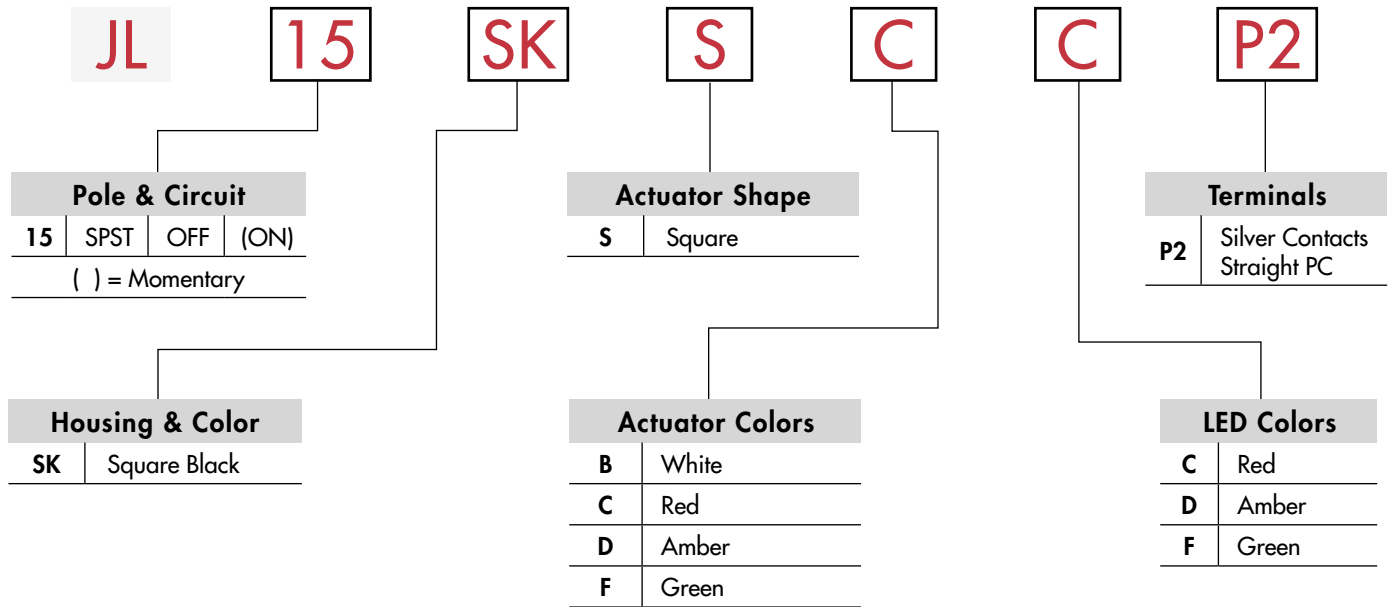 JL 15 SK S C C P2
Pole & Circuit
15 SPST OFF (ON)
( ) = Momentary
Actuator Shape
S Square
Terminals
P2 Silver Contacts
Straight PC
Housing & Color
SK Square Black
Actuator Colors
B White
C Red
D Amber
F Green
LED Colors
C Red
D Amber
F Green